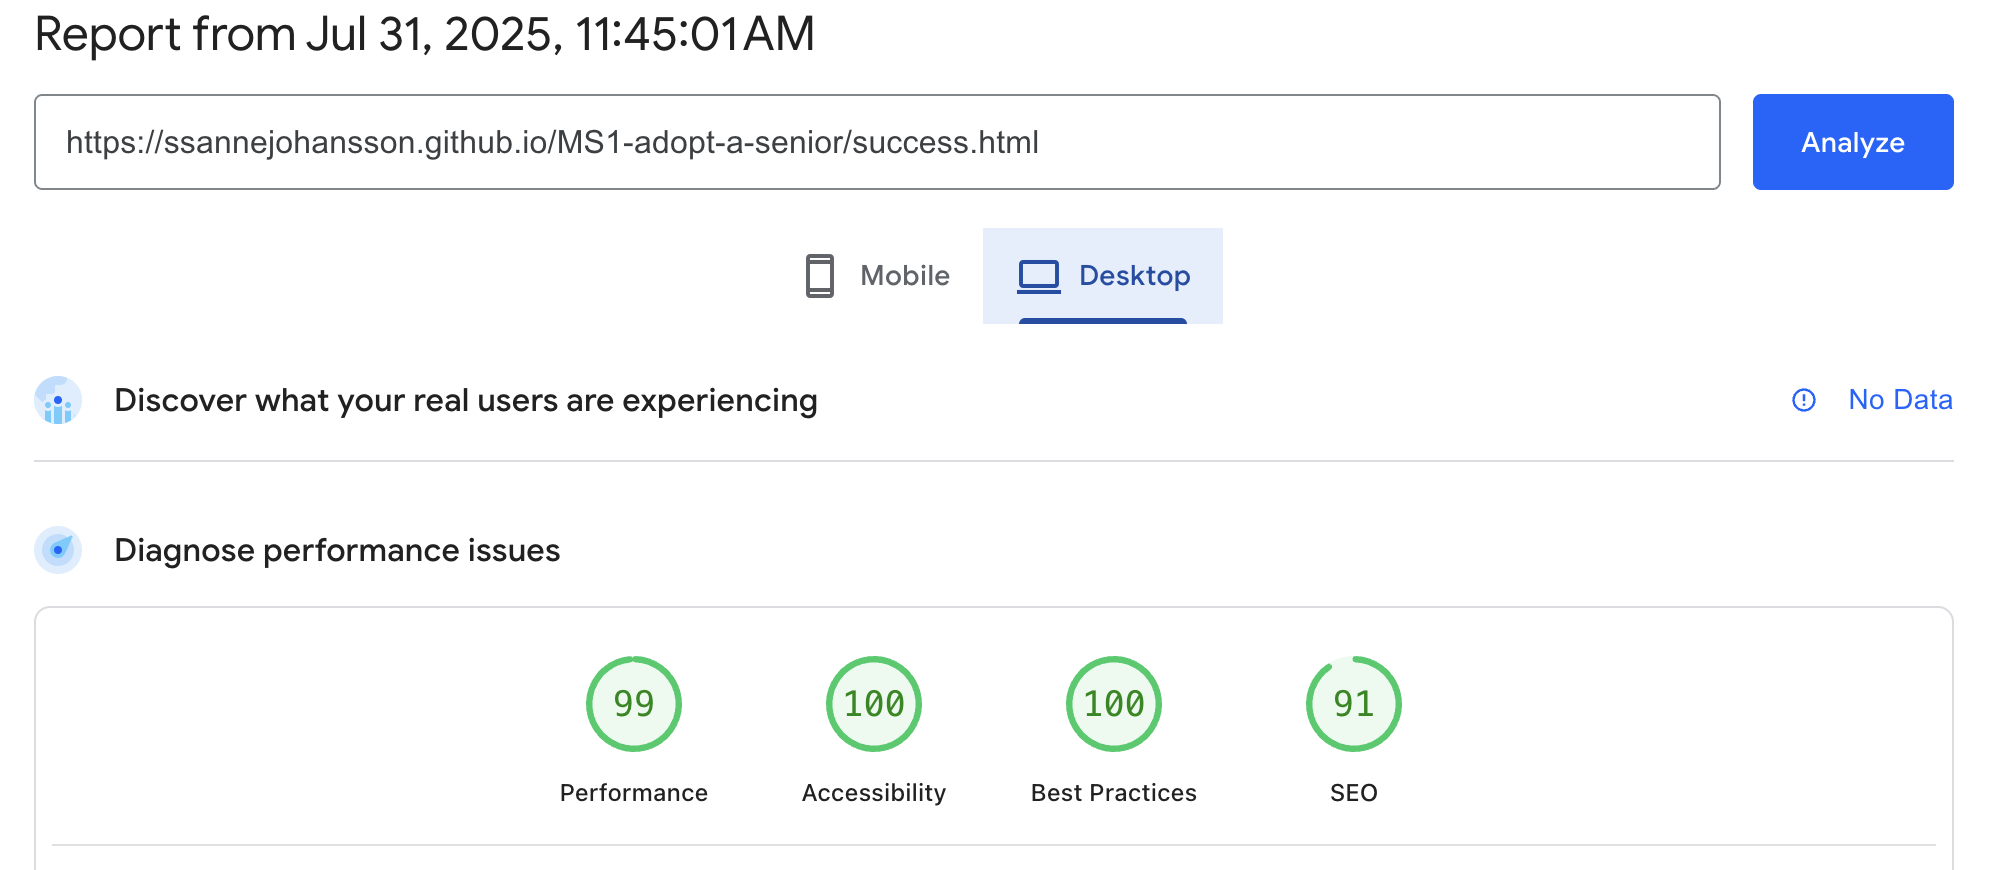 Report from Jul 31, 2025, 11:45:01 AM
https://ssannejohansson.github.io/MS1-adopt-a-senior/success.html
Analyze
Mobile
Desktop
Discover what your real users are experiencing
No Data
Diagnose performance issues
99
100
100
91
Performance
Accessibility
Best Practices
SEO